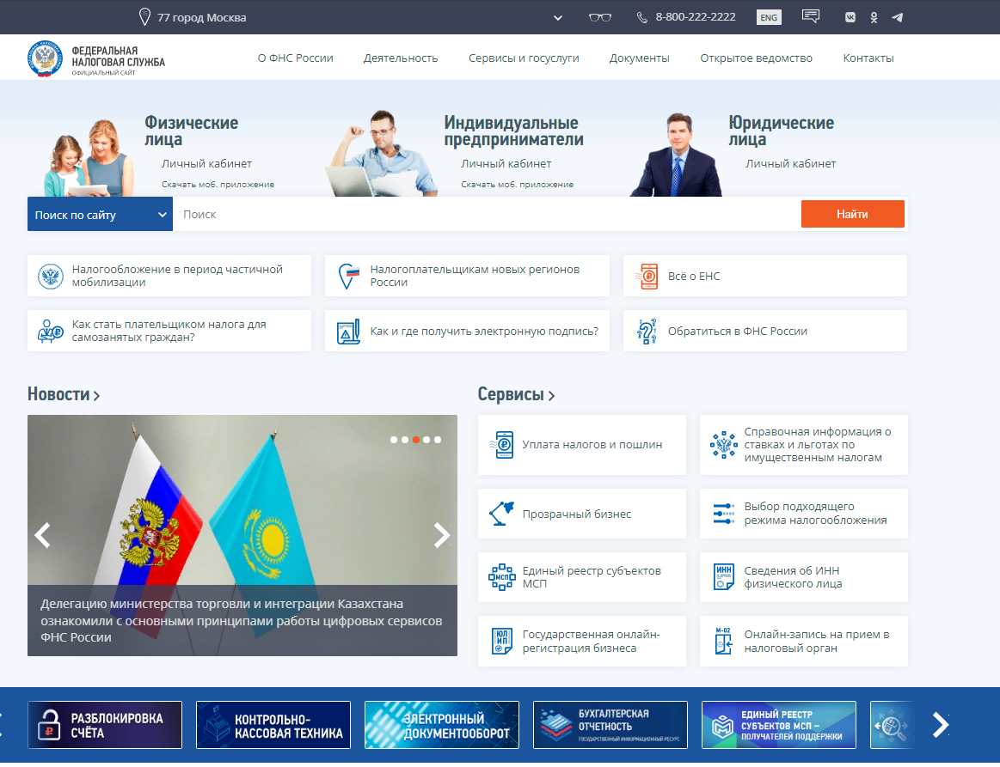 77 город Москва
8-800-222-2222
ENG
ФЕДЕРАЛЬНАЯ
НАЛОГОВАЯ СЛУЖБА
ОФИЦИАЛЬНЫЙ САЙТ
О ФНС России
Деятельность
Сервисы и госуслуги
Документы
Открытое ведомство
Контакты
Физические
лица
Личный кабинет
Скачать моб. приложение
Индивидуальные
предприниматели
Личный кабинет
Скачать моб. приложение
Юридические
лица
Личный кабинет
Поиск по сайту
Поиск
Найти
Налогообложение в период частичной
мобилизации
Налогоплательщикам новых регионов
России
Всё о ЕНС
Как стать плательщиком налога для
самозанятых граждан?
Как и где получить электронную подпись?
Обратиться в ФНС России
Новости
Делегацию министерства торговли и интеграции Казахстана
ознакомили с основными принципами работы цифровых сервисов
ФНС России
Сервисы
Уплата налогов и пошлин
Справочная информация о
ставках и льготах по
имущественным налогам
Прозрачный бизнес
Выбор подходящего
режима налогообложения
МСП
Единый реестр субъектов
МСП
ИНН
Сведения об ИНН
физического лица
ЮЛ
ИП
Государственная онлайн-
регистрация бизнеса
М-02
Онлайн-запись на прием в
налоговый орган
РАЗБЛОКИРОВКА
СЧЁТА
КОНТРОЛЬНО-
КАССОВАЯ ТЕХНИКА
ЭЛЕКТРОННЫЙ
ДОКУМЕНТООБОРОТ
БУХГАЛТЕРСКАЯ
ОТЧЕТНОСТЬ
ГОСУДАРСТВЕННЫЙ ИНФОРМАЦИОННЫЙ РЕСУРС
ЕДИНЫЙ РЕЕСТР
СУБЪЕКТОВ МСП –
ПОЛУЧАТЕЛЕЙ ПОДДЕРЖКИ